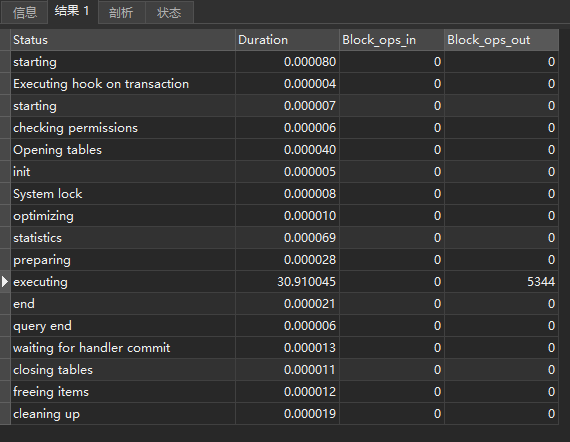 信息 结果 1 剖析 状态
Status Duration Block_ops_in Block_ops_out
starting 0.000080 0 0
Executing hook on transaction 0.000004 0 0
starting 0.000007 0 0
checking permissions 0.000006 0 0
Opening tables 0.000040 0 0
init 0.000005 0 0
System lock 0.000008 0 0
optimizing 0.000010 0 0
statistics 0.000069 0 0
preparing 0.000028 0 0
executing 30.910045 0 5344
end 0.000021 0 0
query end 0.000006 0 0
waiting for handler commit 0.000013 0 0
closing tables 0.000011 0 0
freeing items 0.000012 0 0
cleaning up 0.000019 0 0